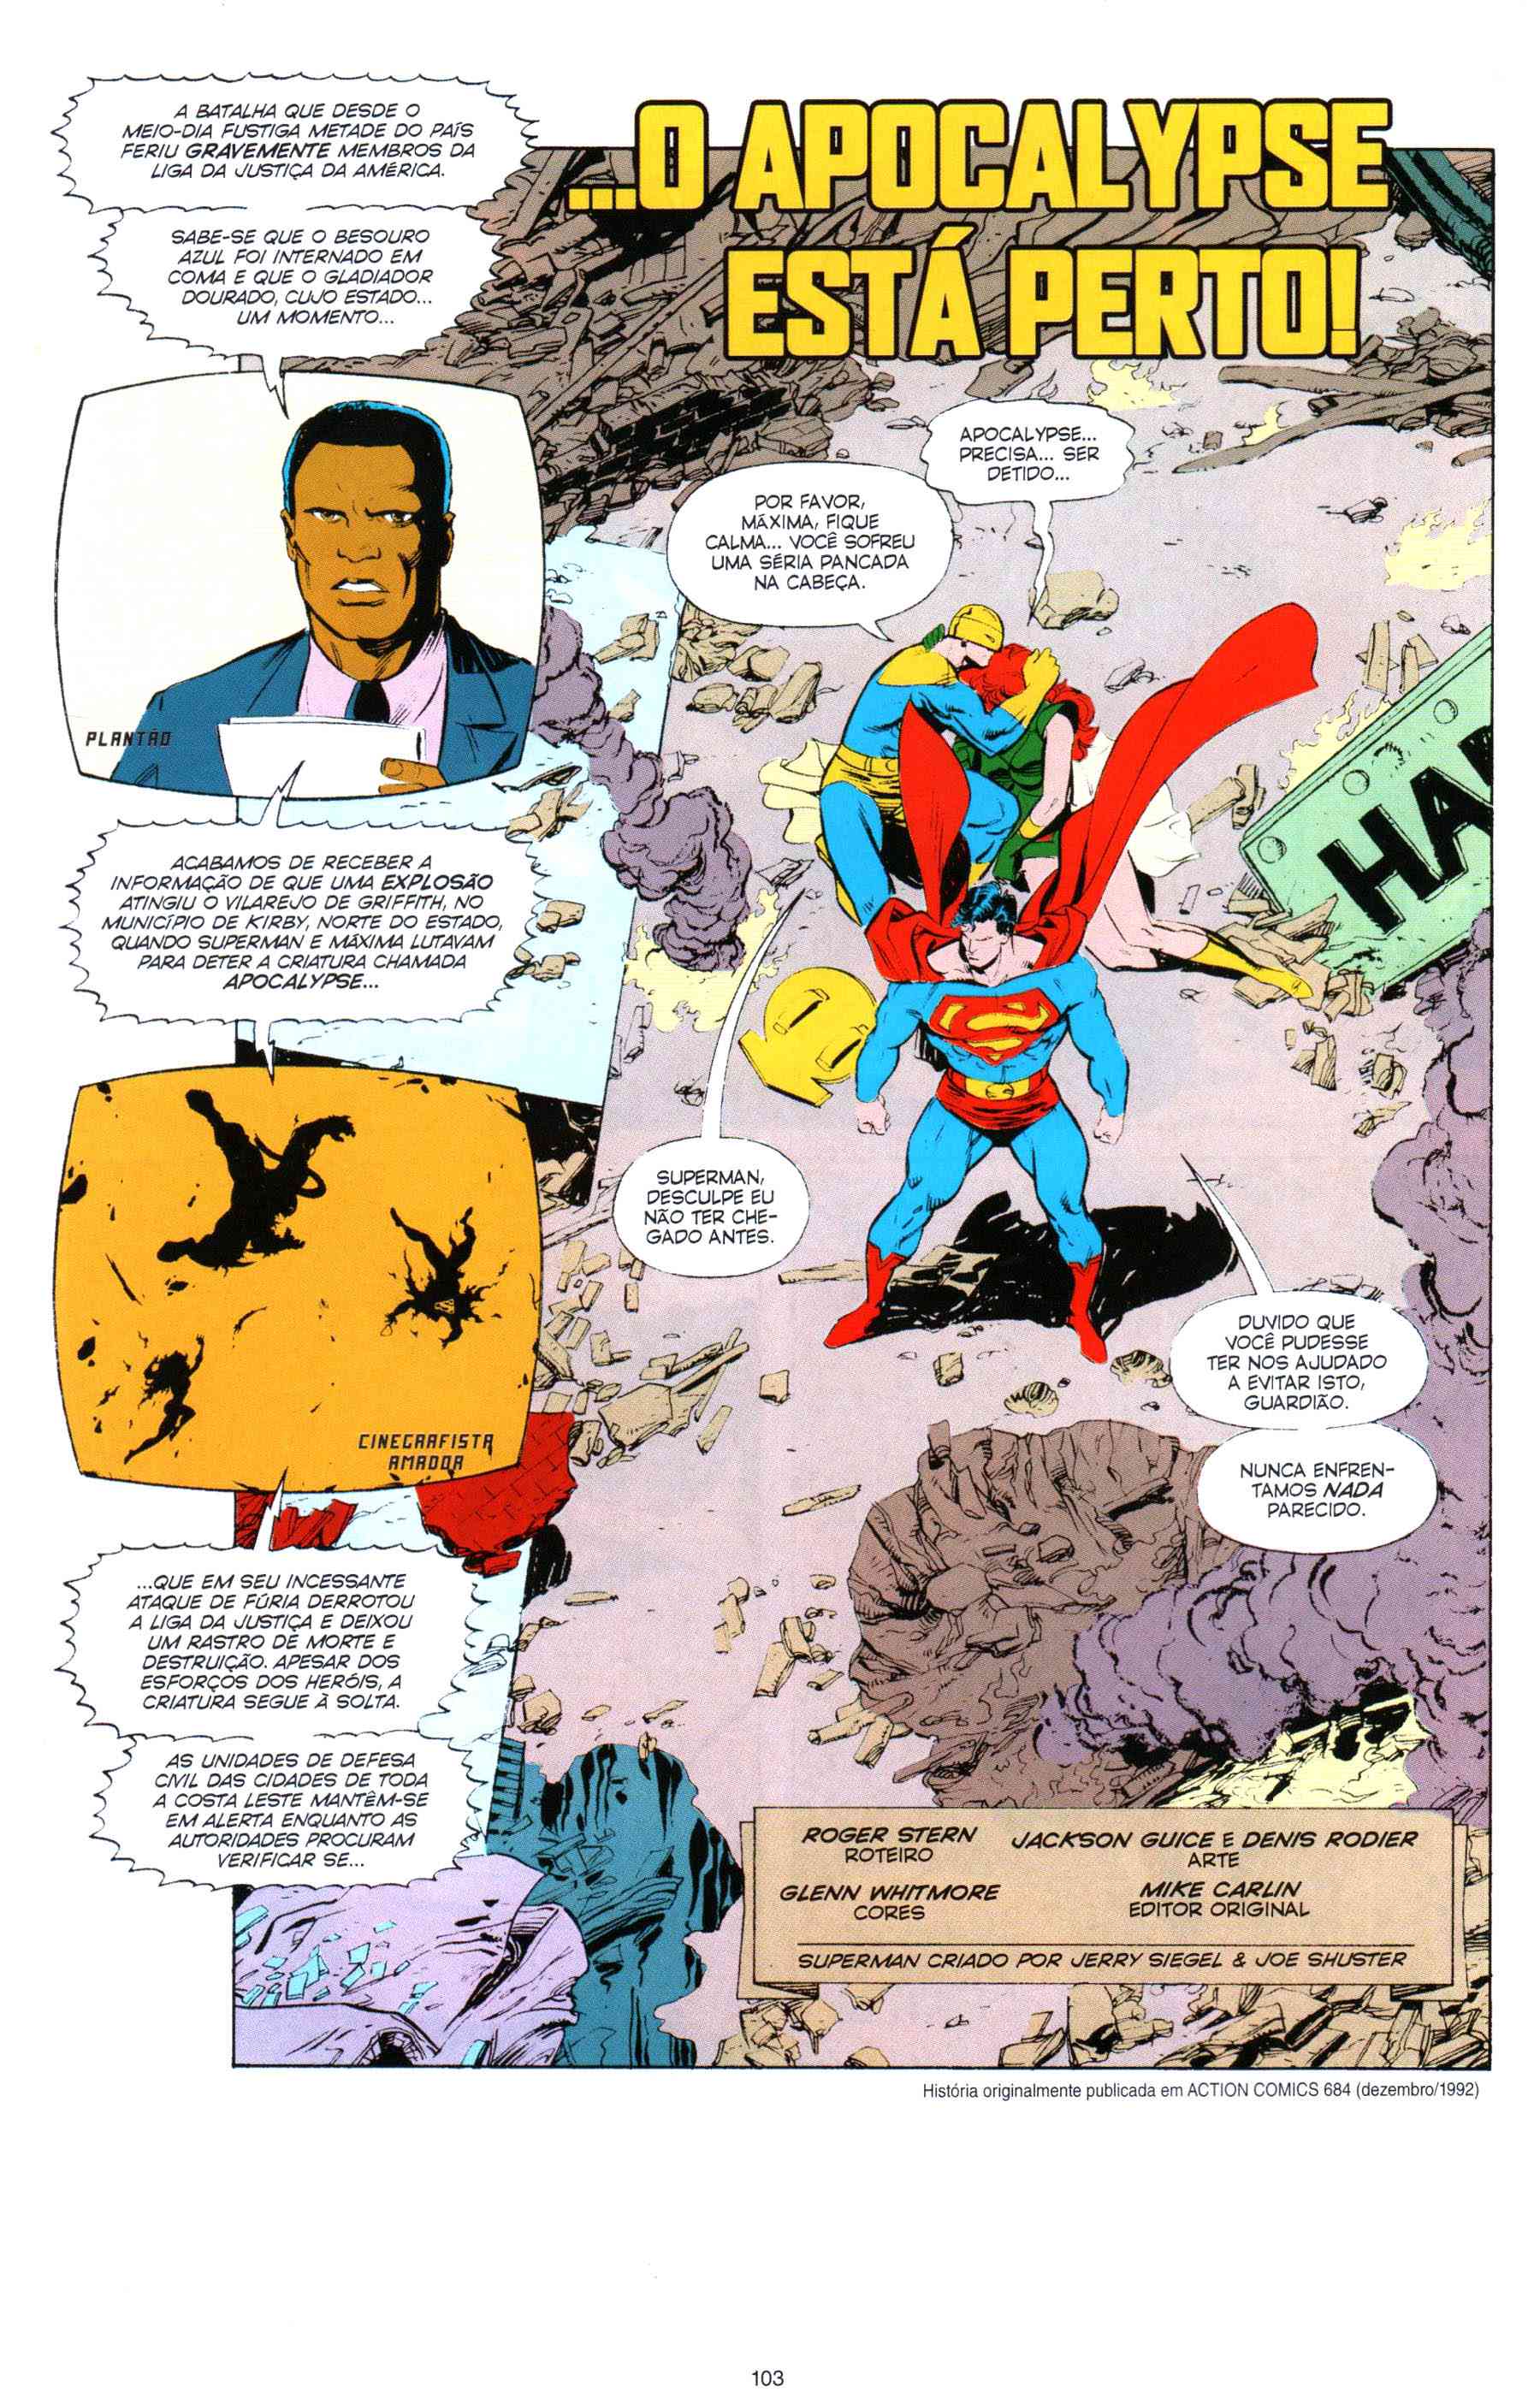 ...O APOCALYPSE
ESTÁ PERTO!
A BATALHA QUE DESDE O
MEIO-DIA FUSTIGA METADE DO PAÍS
FERIU GRAVEMENTE MEMBROS DA
LIGA DA JUSTIÇA DA AMÉRICA.
SABE-SE QUE O BESOURO
AZUL FOI INTERNADO EM
COMA E QUE O GLADIADOR
DOURADO, CUJO ESTADO...
UM MOMENTO...
PLANTÃO
ACABAMOS DE RECEBER A
INFORMAÇÃO DE QUE UMA EXPLOSÃO
ATINGIU O VILAREJO DE GRIFFITH, NO
MUNICÍPIO DE KIRBY, NORTE DO ESTADO,
QUANDO SUPERMAN E MÁXIMA LUTAVAM
PARA DETER A CRIATURA CHAMADA
APOCALYPSE...
CINEGRAFISTA
AMADOR
...QUE EM SEU INCESSANTE
ATAQUE DE FÚRIA DERROTOU
A LIGA DA JUSTIÇA E DEIXOU
UM RASTRO DE MORTE E
DESTRUIÇÃO. APESAR DOS
ESFORÇOS DOS HERÓIS, A
CRIATURA SEGUE À SOLTA.
AS UNIDADES DE DEFESA
CIVIL DAS CIDADES DE TODA
A COSTA LESTE MANTÊM-SE
EM ALERTA ENQUANTO AS
AUTORIDADES PROCURAM
VERIFICAR SE...
APOCALYPSE...
PRECISA... SER
DETIDO...
POR FAVOR,
MÁXIMA, FIQUE
CALMA... VOCÊ SOFREU
UMA SÉRIA PANCADA
NA CABEÇA.
HA
SUPERMAN,
DESCULPE EU
NÃO TER CHE-
GADO ANTES.
DUVIDO QUE
VOCÊ PUDESSE
TER NOS AJUDADO
A EVITAR ISTO,
GUARDIÃO.
NUNCA ENFREN-
TAMOS NADA
PARECIDO.
ROGER STERN
ROTEIRO
JACKSON GUICE E DENIS RODIER
ARTE
GLENN WHITMORE
CORES
MIKE CARLIN
EDITOR ORIGINAL
SUPERMAN CRIADO POR JERRY SIEGEL & JOE SHUSTER
História originalmente publicada em ACTION COMICS 684 (dezembro/1992)
103